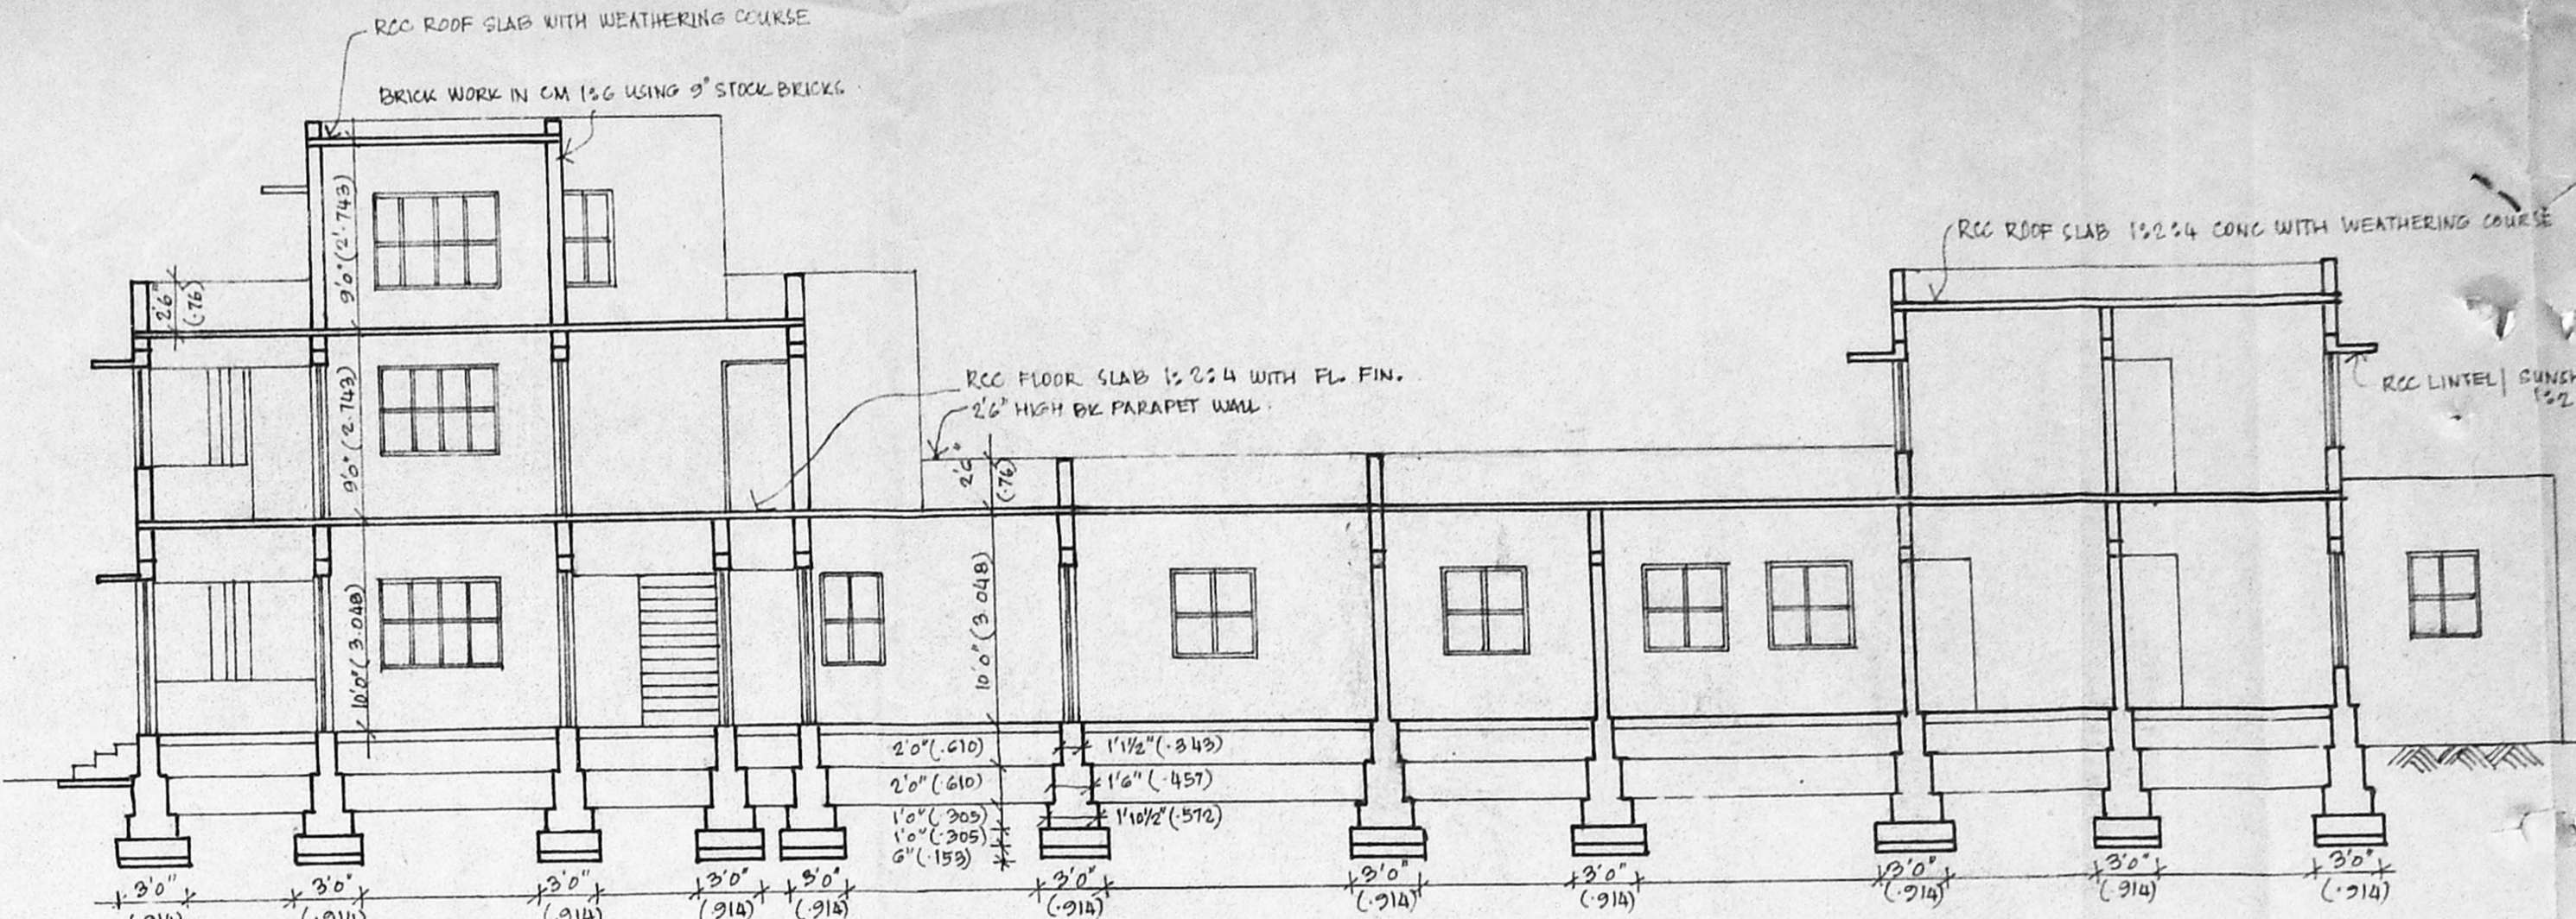 RCC ROOF SLAB WITH WEATHERING COURSE
BRICK WORK IN CM 1:6 USING 9" STOCK BRICKS.
9'0" (2'.743)
RCC ROOF SLAB 1:2:4 CONC WITH WEATHERING COURSE
2'6"
(.76)
9'0" (2.743)
RCC FLOOR SLAB 1:2:4 WITH FL. FIN.
2'6" HIGH BK PARAPET WALL.
RCC LINTEL/
1:2
2'6"
(.76)
10'0" (3.048)
10'0" (3.048)
2'0" (.610) 1'1½" (.343)
2'0" (.610) 1'6" (.457)
1'0" (.305) 1'10½" (.572)
1'0" (.305)
6" (.153)
3'0" 3'0" 3'0" 3'0" 3'0" 3'0" 3'0" 3'0" 3'0" 3'0" 3'0"
(.914) (.914) (.914) (.914) (.914) (.914) (.914) (.914) (.914) (.914) (.914)